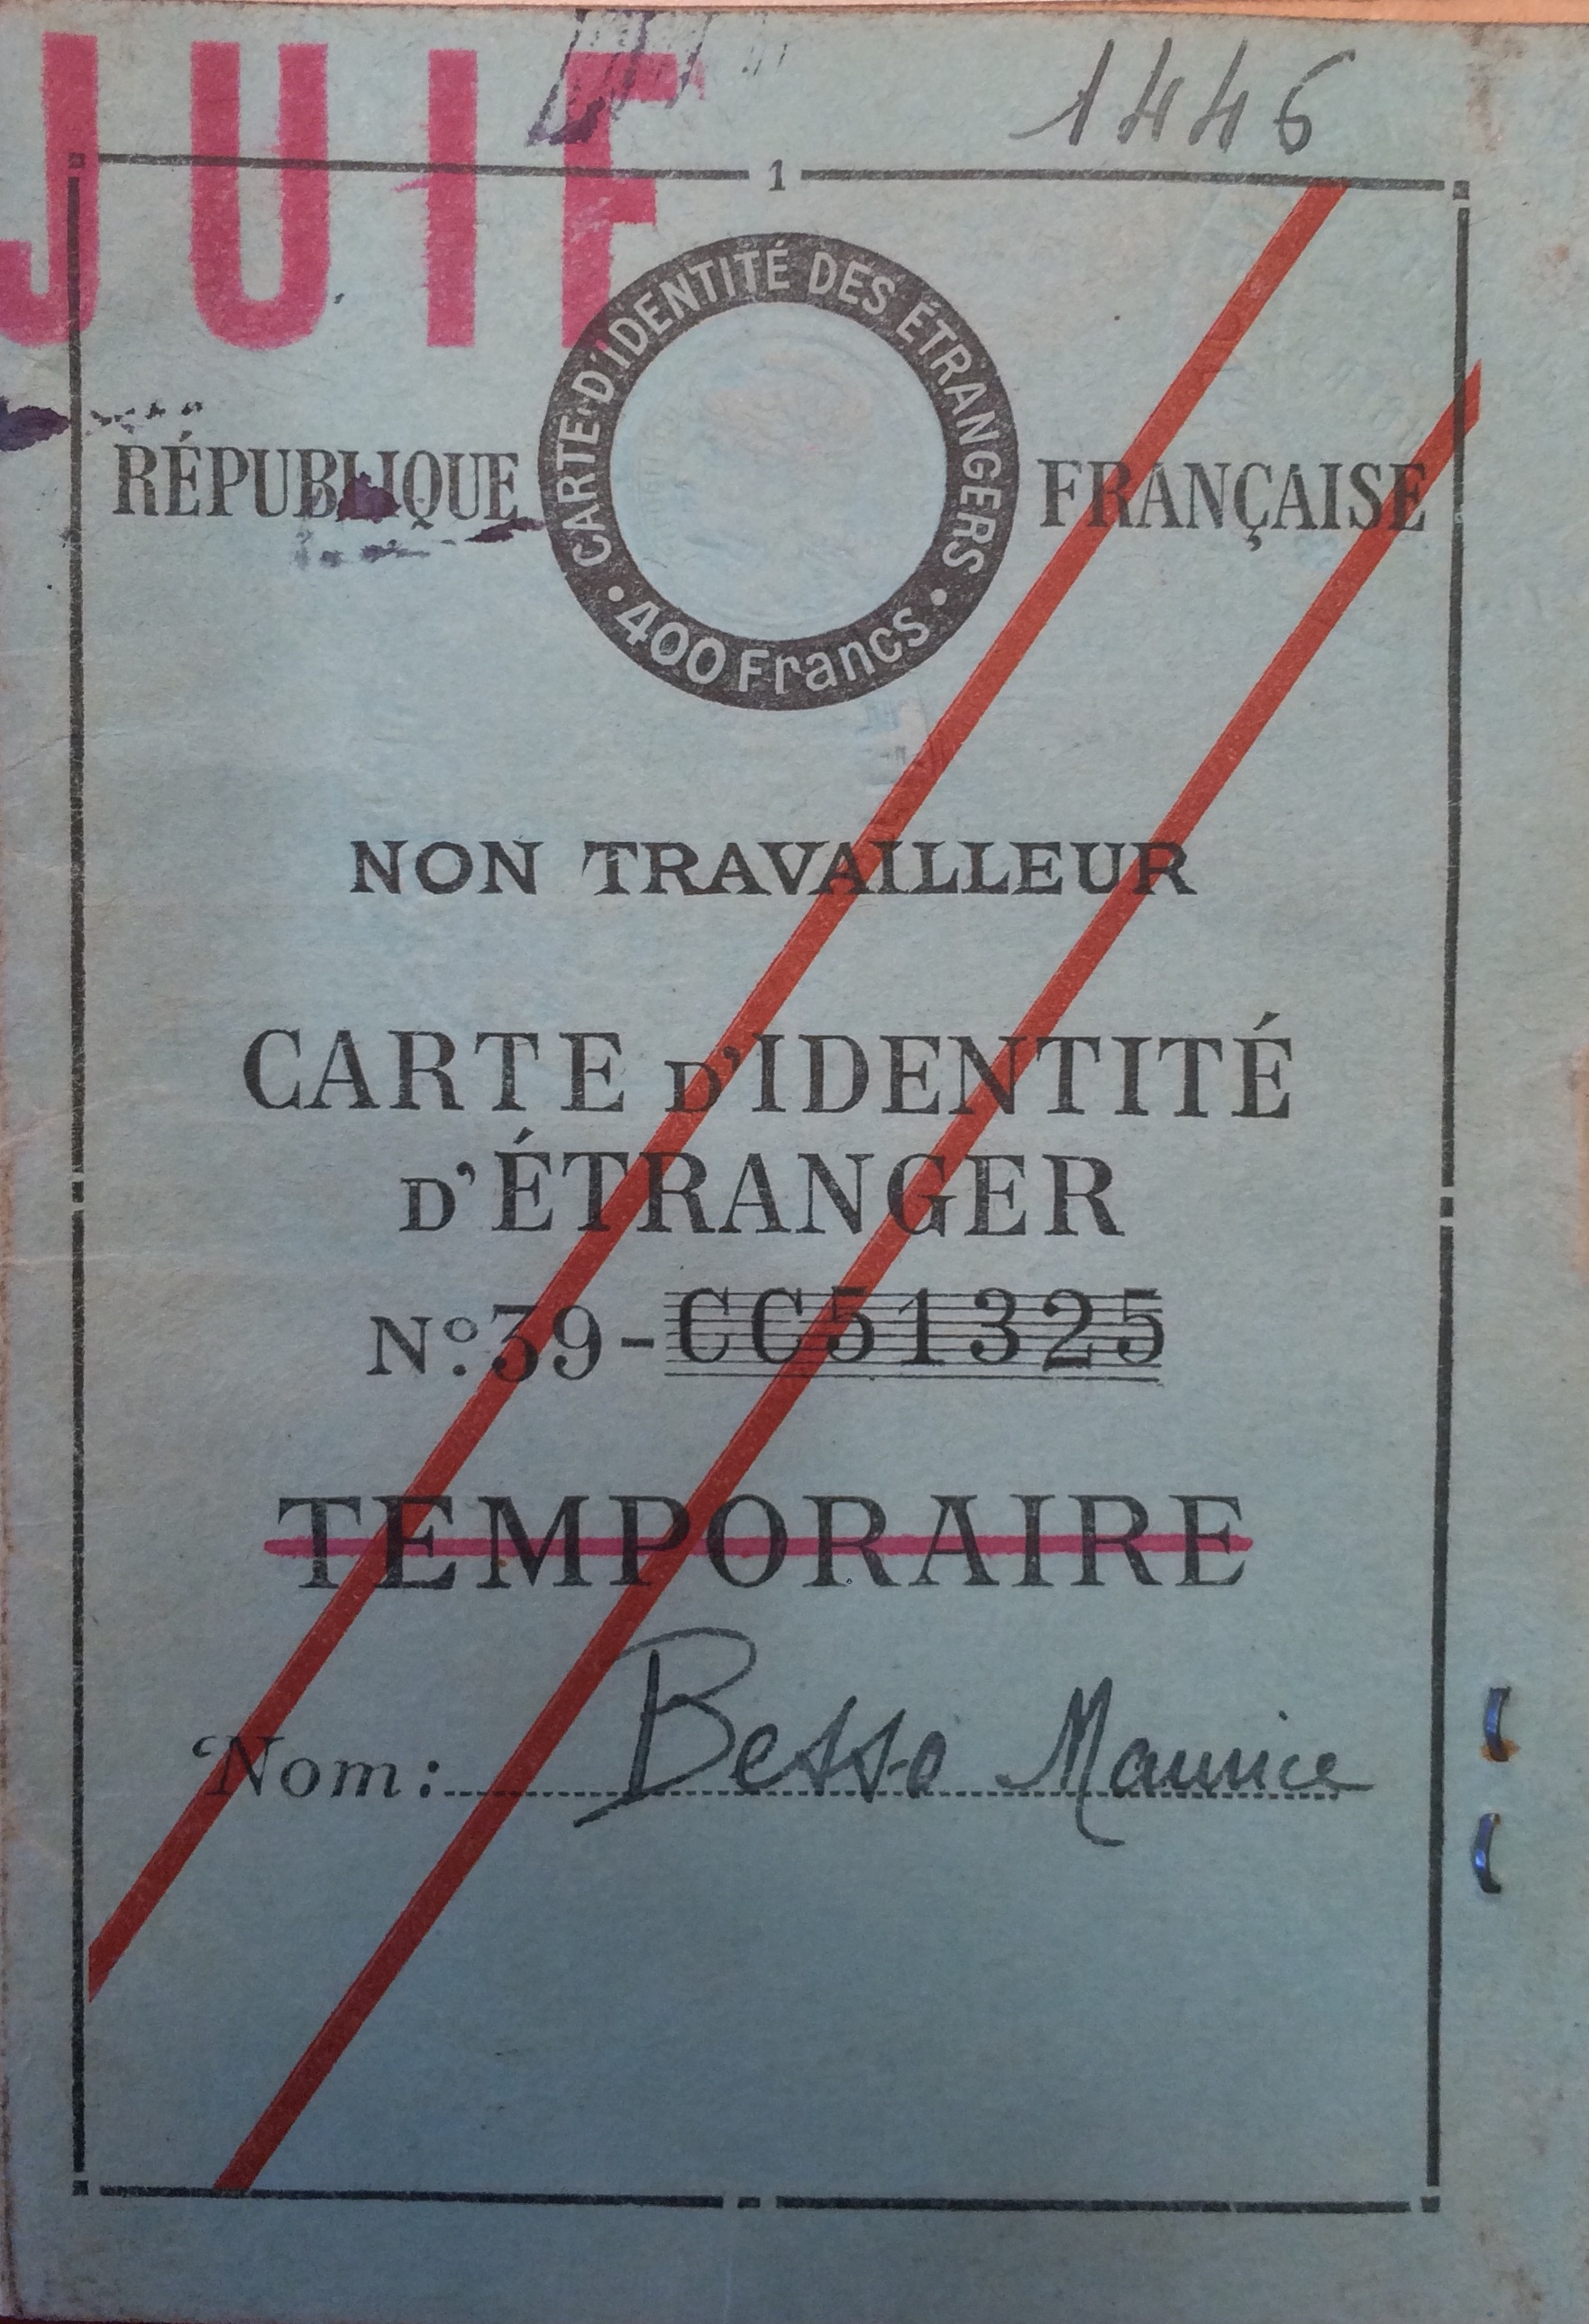 JUIF
1446
1
CARTE D'IDENTITÉ DES ÉTRANGERS
RÉPUBLIQUE FRANÇAISE
400 Francs
NON TRAVAILLEUR
CARTE D'IDENTITÉ
D'ÉTRANGER
N°: 39-CC51325
TEMPORAIRE
Nom: Besso Maurice